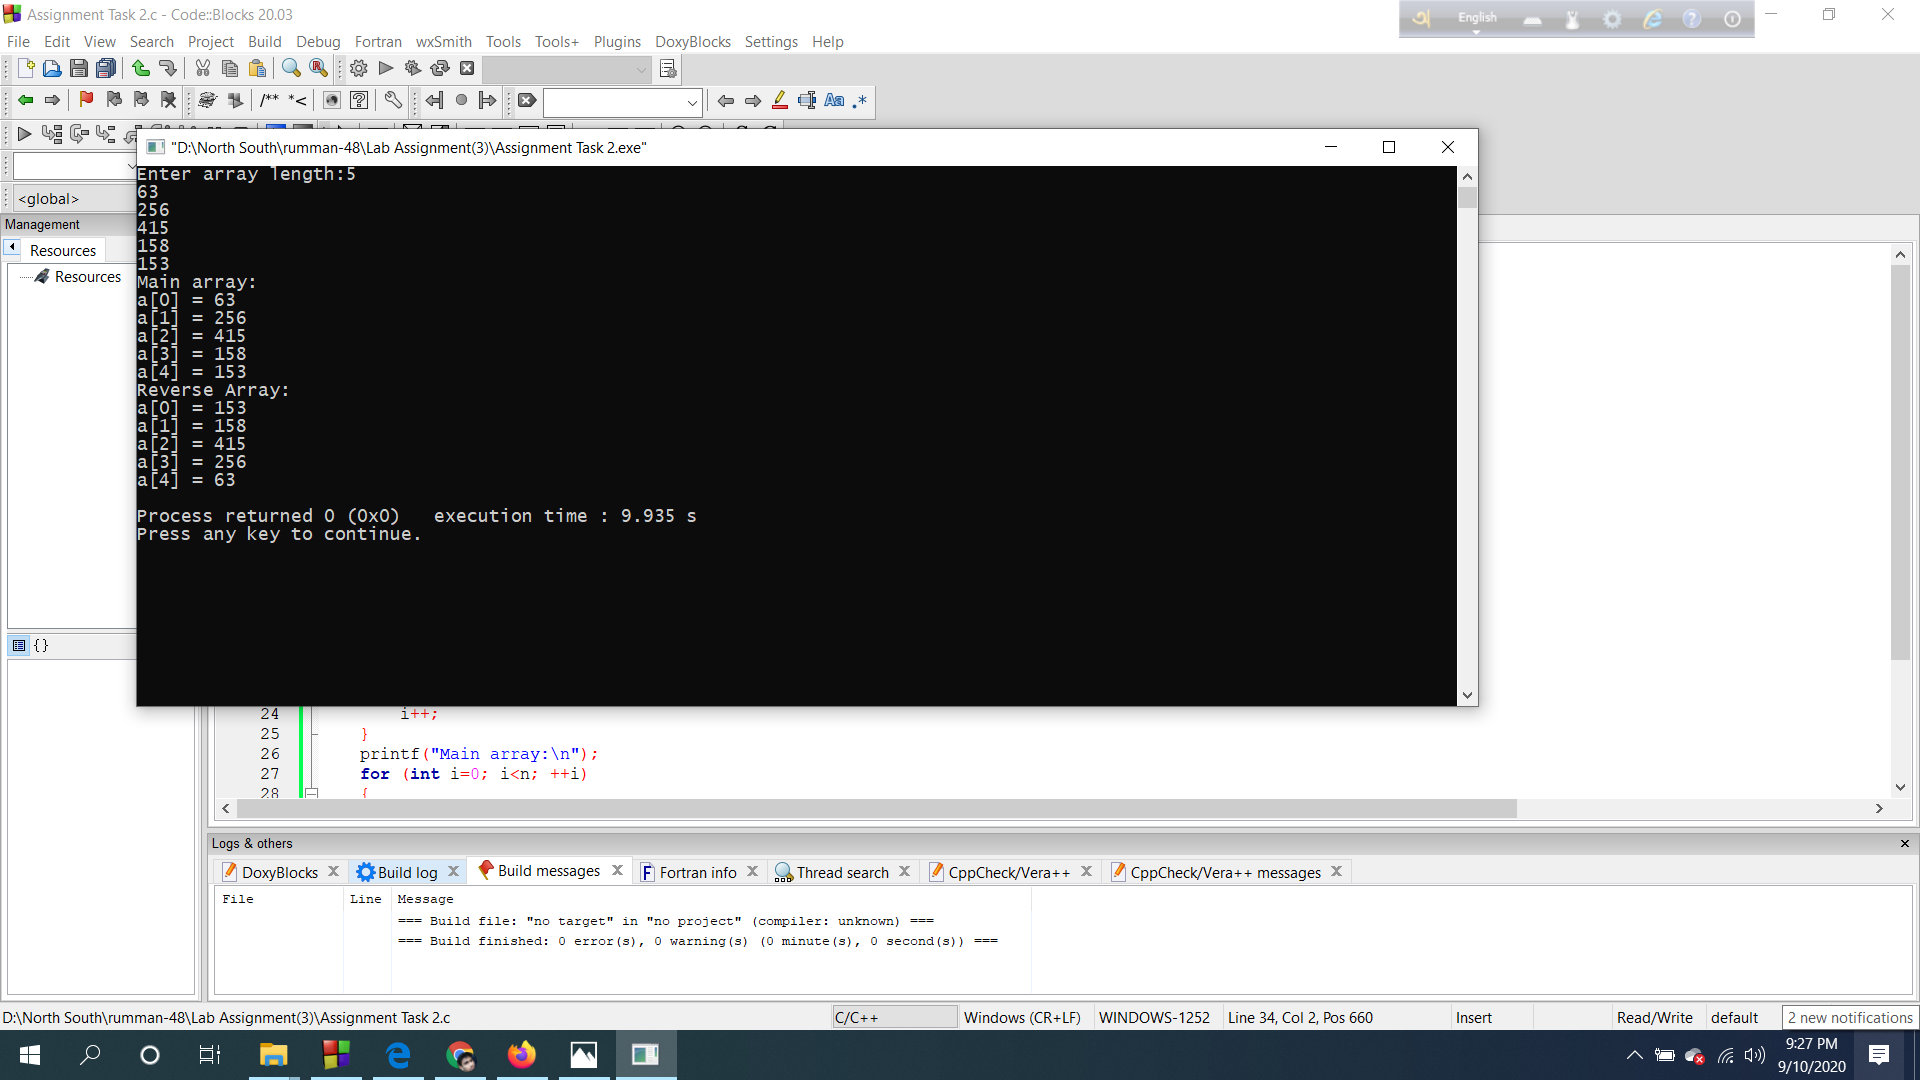 Assignment Task 2.c - Code::Blocks 20.03
English
File Edit View Search Project Build Debug Fortran wxSmith Tools Tools+ Plugins DoxyBlocks Settings Help
/** *<
Aa .*
"D:\North South\rumman-48\Lab Assignment(3)\Assignment Task 2.exe"
<global>
Management
Resources
Resources
{}
Enter array length:5
63
256
415
158
153
Main array:
a[0] = 63
a[1] = 256
a[2] = 415
a[3] = 158
a[4] = 153
Reverse Array:
a[0] = 153
a[1] = 158
a[2] = 415
a[3] = 256
a[4] = 63
Process returned 0 (0x0)   execution time : 9.935 s
Press any key to continue.
24 i++;
25 }
26 printf("Main array:\n");
27 for (int i=0; i<n; ++i)
28 {
Logs & others
DoxyBlocks Build log Build messages Fortran info Thread search CppCheck/Vera++ CppCheck/Vera++ messages
File Line Message
=== Build file: "no target" in "no project" (compiler: unknown) ===
=== Build finished: 0 error(s), 0 warning(s) (0 minute(s), 0 second(s)) ===
D:\North South\rumman-48\Lab Assignment(3)\Assignment Task 2.c C/C++ Windows (CR+LF) WINDOWS-1252 Line 34, Col 2, Pos 660 Insert Read/Write default 2 new notifications
9:27 PM
9/10/2020